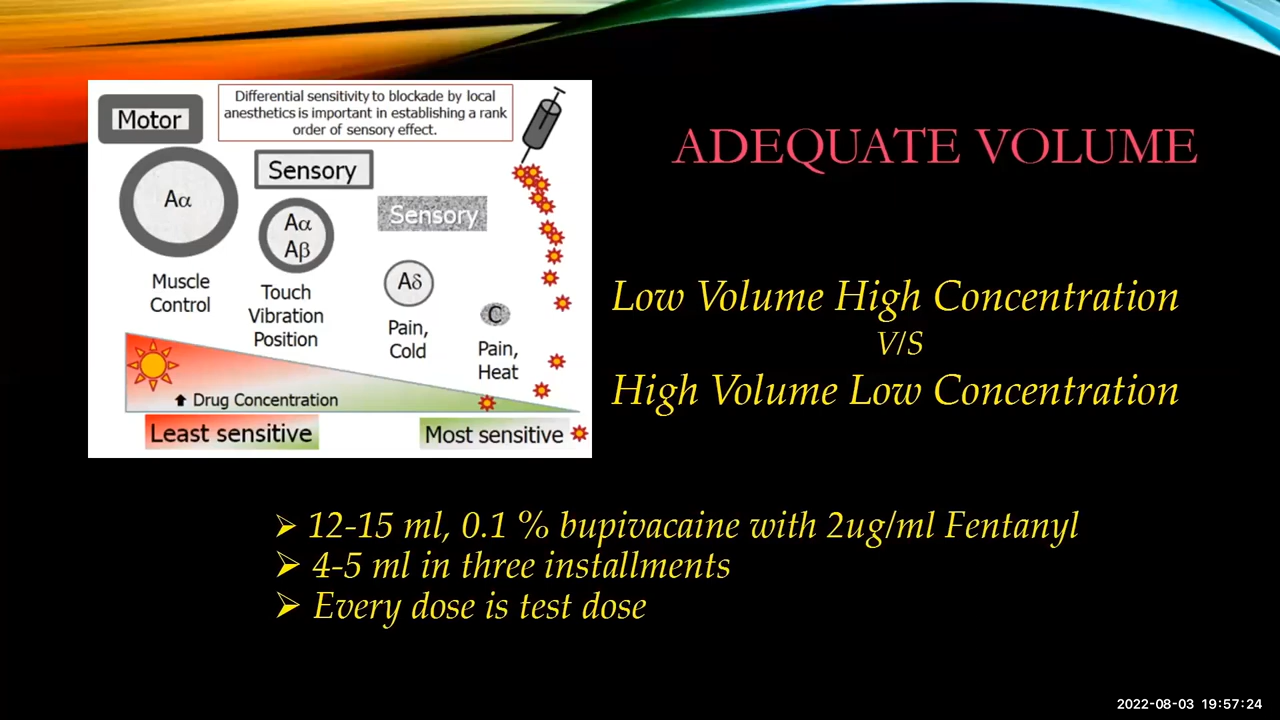 ADEQUATE VOLUME
Motor
Differential sensitivity to blockade by local
anesthetics is important in establishing a rank
order of sensory effect.
Sensory
Sensory
Aα
Aα
Aβ
Aδ
C
Muscle
Control
Touch
Vibration
Position
Pain,
Cold
Pain,
Heat
Drug Concentration
Least sensitive
Most sensitive
Low Volume High Concentration
V/S
High Volume Low Concentration
12-15 ml, 0.1 % bupivacaine with 2ug/ml Fentanyl
4-5 ml in three installments
Every dose is test dose
2022-08-03 19:57:24